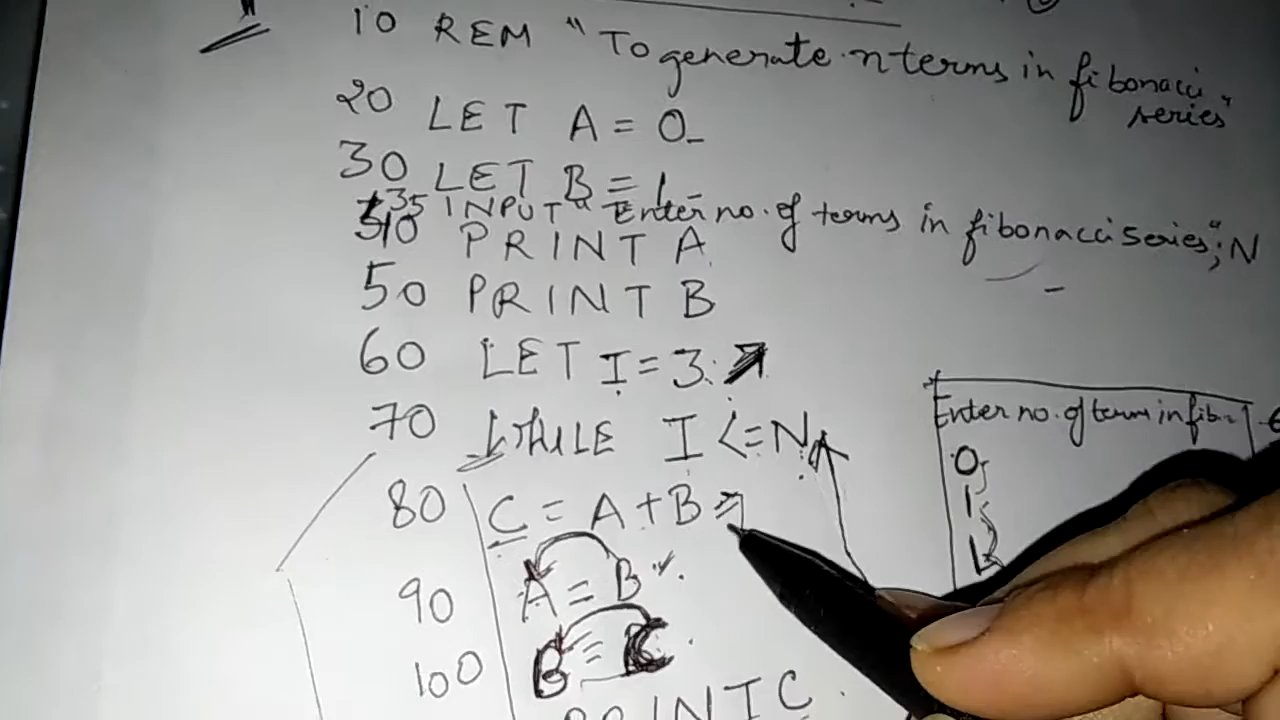 10 REM "To generate n terms in fibonacci
series"
20 LET A = 0
30 LET B = 1
35 INPUT "Enter no. of terms in fibonacci series"; N
40 PRINT A
50 PRINT B
60 LET I = 3
70 WHILE I <= N
80 C = A + B
90 A = B
100 B = C
PRINT C
Enter no. of term in fib
0
1